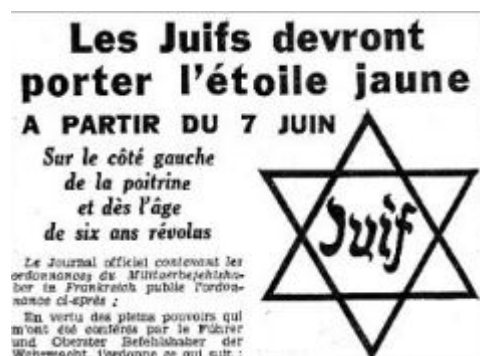 Les Juifs devront
porter l'étoile jaune
A PARTIR DU 7 JUIN
Sur le côté gauche
de la poitrine
et dès l'âge
de six ans révolus
Juif
Le Journal officiel contenant les
ordonnances du Militaerbefehlsha-
ber in Frankreich publie l'ordon-
nance ci-après :
En vertu des pleins pouvoirs qui
m'ont été conférés par le Führer
und Oberster Befehlshaber der
Wehrmacht, j'ordonne ce qui suit :